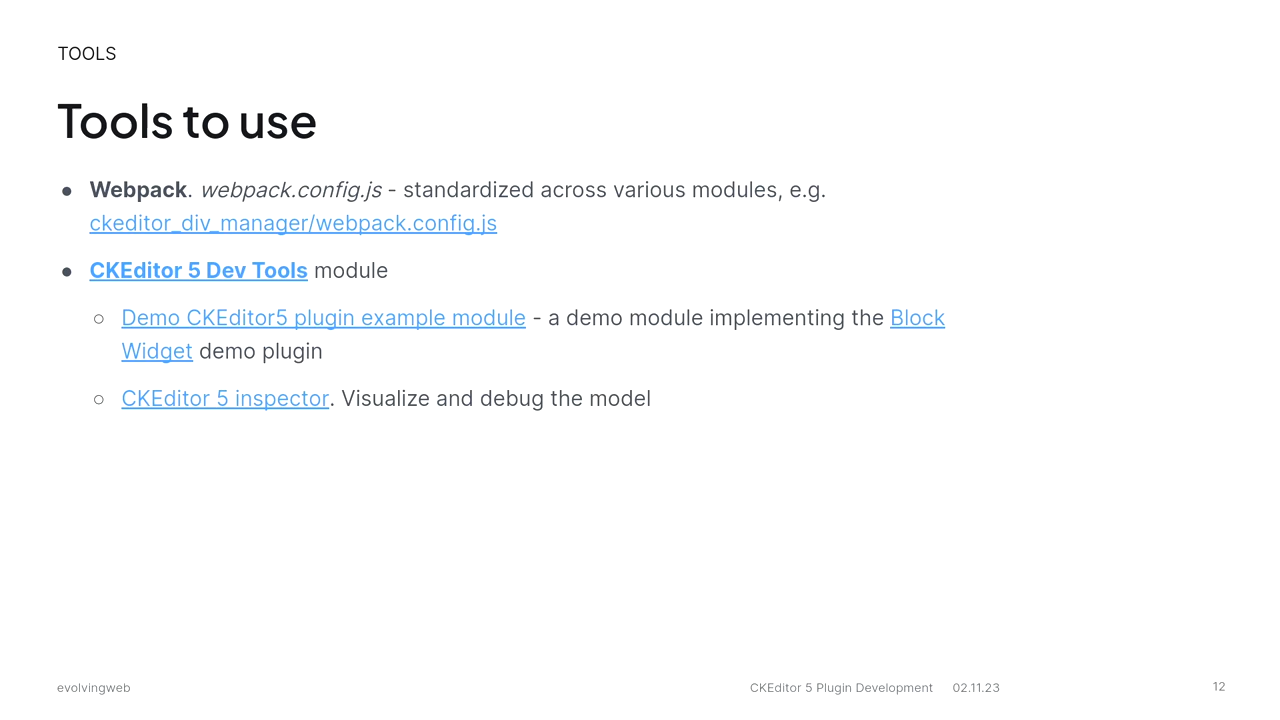 TOOLS
Tools to use
● Webpack. webpack.config.js - standardized across various modules, e.g.
ckeditor_div_manager/webpack.config.js
● CKEditor 5 Dev Tools module
○ Demo CKEditor5 plugin example module - a demo module implementing the Block
Widget demo plugin
○ CKEditor 5 inspector. Visualize and debug the model
evolvingweb
CKEditor 5 Plugin Development 02.11.23
12